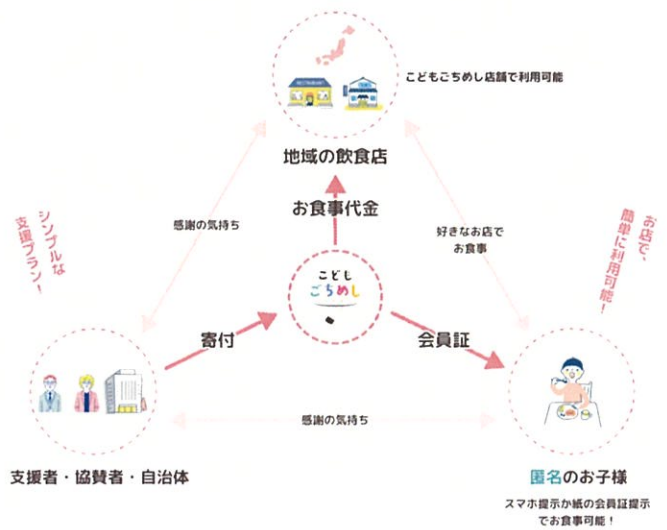 こどもごちめし店舗で利用可能
RESTAURANT
地域の飲食店
お食事代金
感謝の気持ち
好きなお店で
お食事
シンプルな
支援プラン！
お店で、
簡単に利用可能！
こども
ごちめし
寄付
会員証
感謝の気持ち
支援者・協賛者・自治体
匿名のお子様
スマホ提示か紙の会員証提示
でお食事可能！